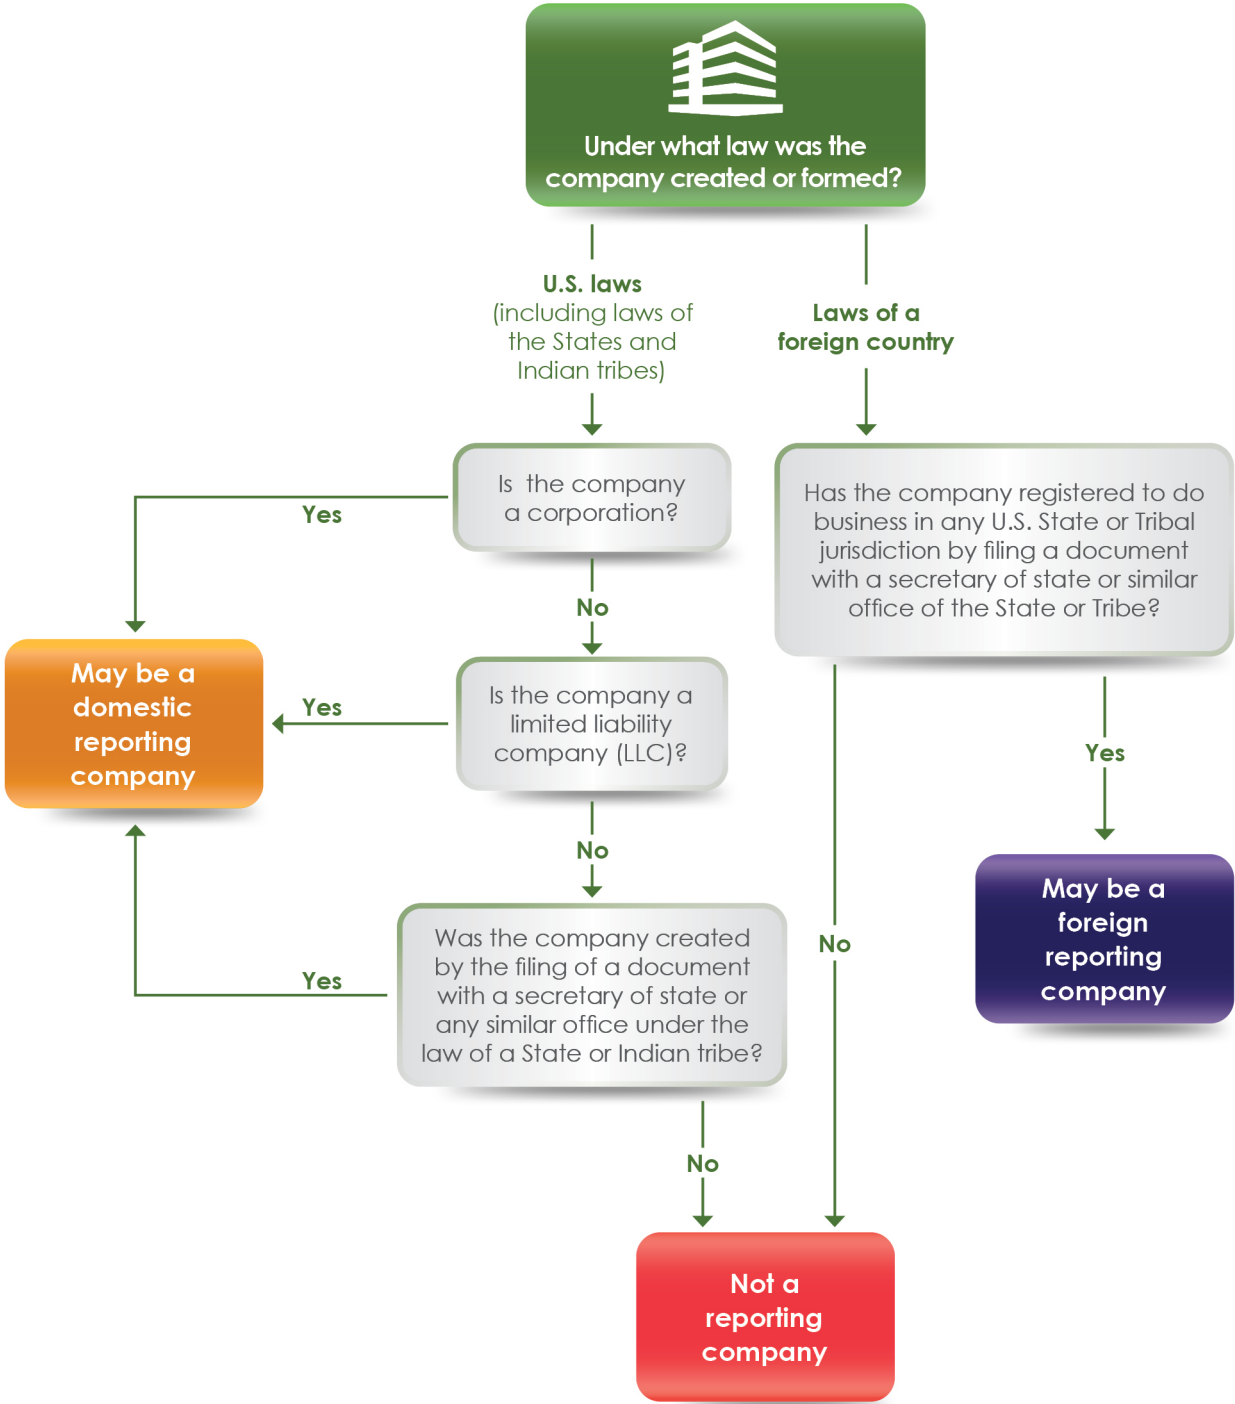 Under what law was the
company created or formed?
U.S. laws
(including laws of
the States and
Indian tribes)
Laws of a
foreign country
Is the company
a corporation?
Yes
No
Has the company registered to do
business in any U.S. State or Tribal
jurisdiction by filing a document
with a secretary of state or similar
office of the State or Tribe?
May be a
domestic
reporting
company
Yes
Is the company a
limited liability
company (LLC)?
No
Yes
May be a
foreign
reporting
company
No
Was the company created
by the filing of a document
with a secretary of state or
any similar office under the
law of a State or Indian tribe?
Yes
No
Not a
reporting
company